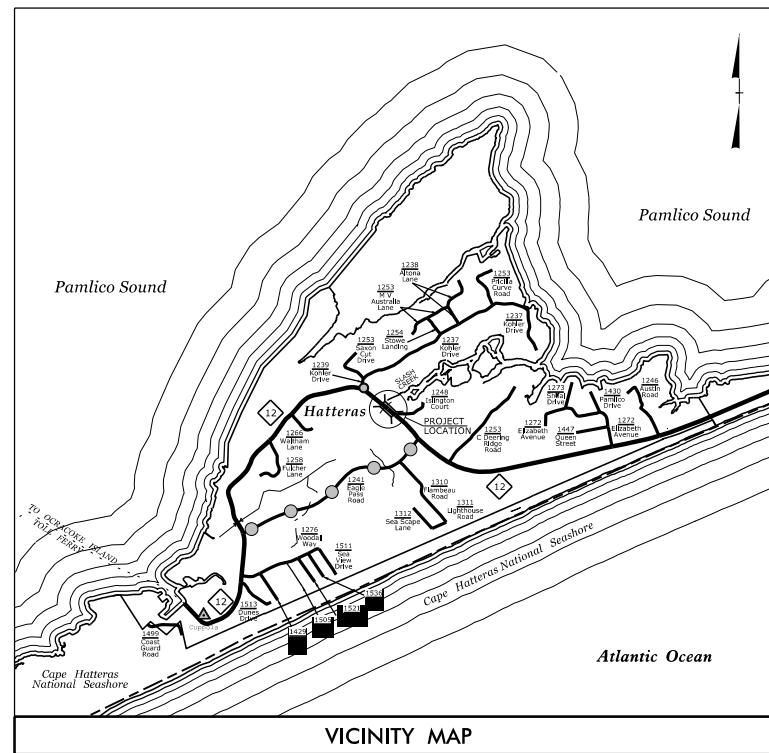 Pamlico Sound
Pamlico Sound
1238
Altona
Lane
1253
M V
Australia
Lane
1253
Pricilla
Curve
Road
1254
Stowe
Landing
1253
Saxon
Cut
Drive
1237
Kohler
Drive
1237
Kohler
Drive
1239
Kohler
Drive
SLASH
CREEK
1248
Islington
Court
12
Hatteras
PROJECT
LOCATION
1266
Waltham
Lane
1258
Fulcher
Lane
1253
C Deering
Ridge
Road
1272
Elizabeth
Avenue
1273
Drive
1447
Queen
Street
1430
Pamlico
Drive
1272
Elizabeth
Avenue
1246
Austin
Road
1241
Eagle
Pass
Road
1310
Flambeau
Road
12
1311
Lighthouse
Road
1312
Sea Scape
Lane
TO OCRACOKE ISLAND
TOLL FERRY
1276
Woodal
Way
1511
Sea
View
Drive
Cape Hatteras National Seashore
12
Cuppola
1513
Dunes
Drive
1536
1521
1505
1429
1499
Coast
Guard
Road
Cape Hatteras
National Seashore
Atlantic Ocean
VICINITY MAP